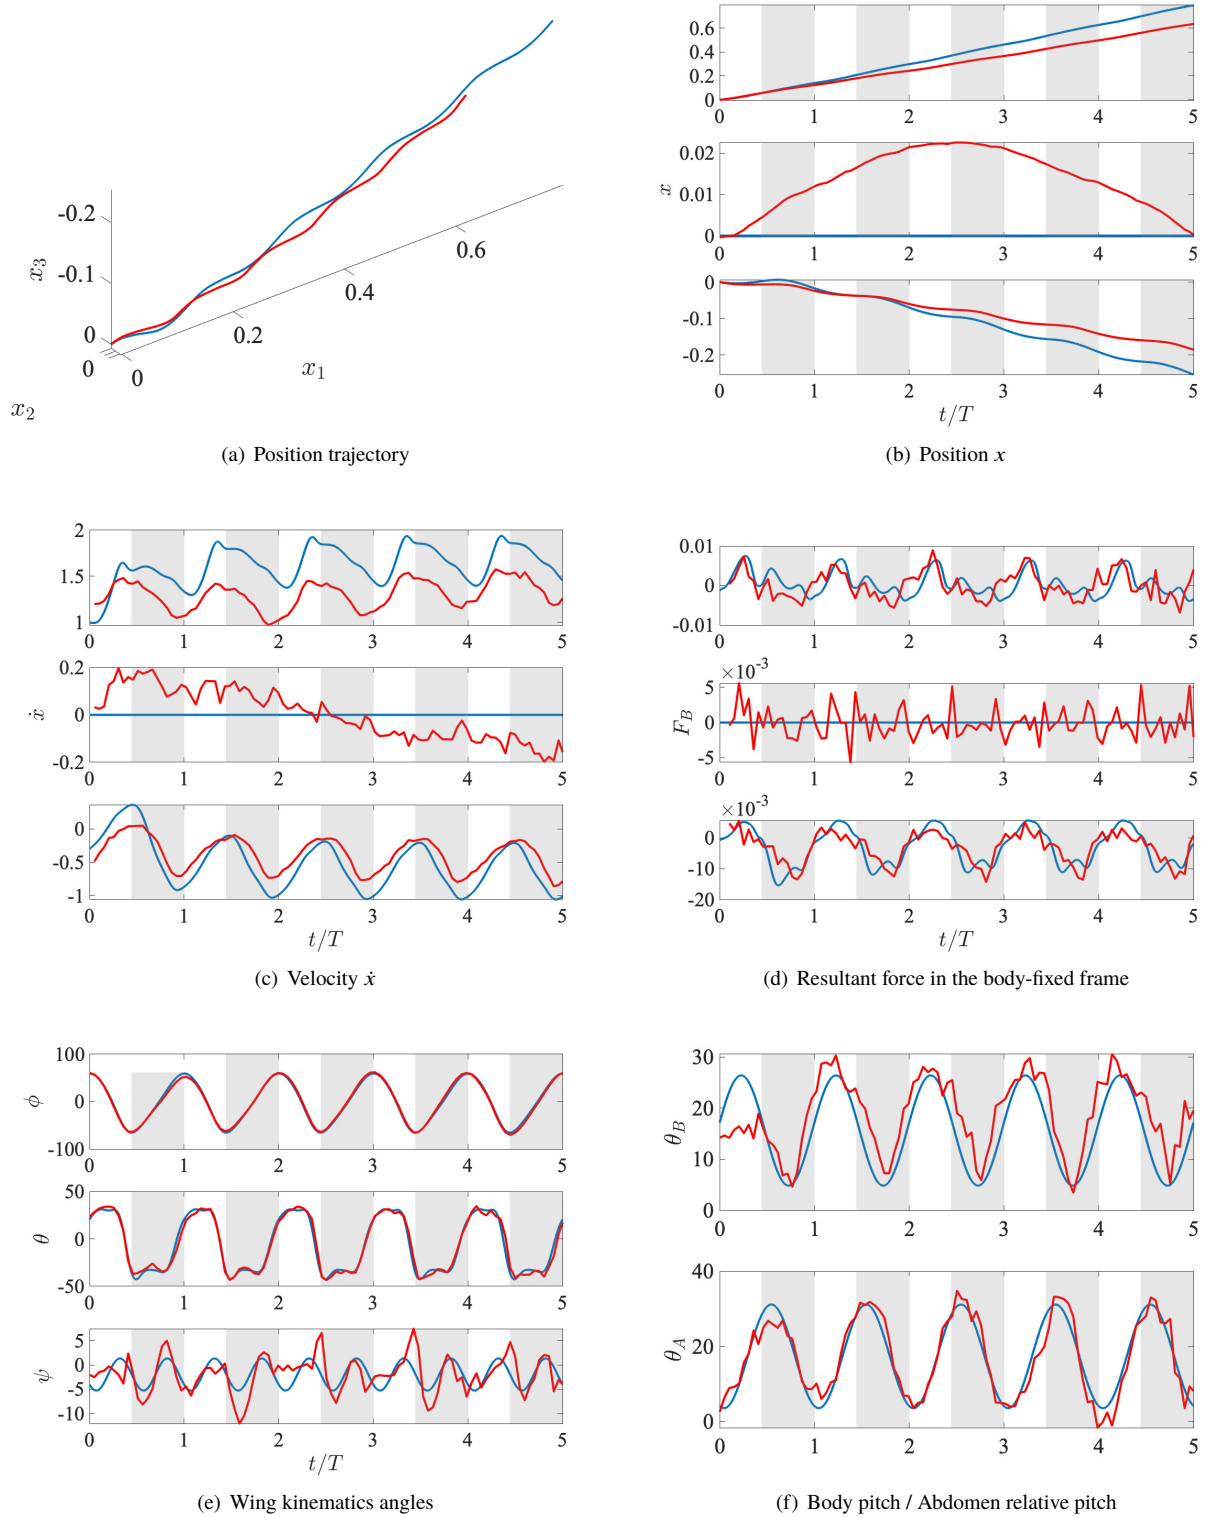 -0.2
-0.1
0
x₃
0
0
0.2
0.4
0.6
x₁
x₂
(a) Position trajectory
0.6
0.4
0.2
0
0 1 2 3 4 5
0.02
0.01
0
x
0 1 2 3 4 5
0
-0.1
-0.2
0 1 2 3 4 5
t/T
(b) Position x
2
1.5
1
0 1 2 3 4 5
0.2
0
-0.2
ẋ
0 1 2 3 4 5
0
-0.5
-1
0 1 2 3 4 5
t/T
(c) Velocity ẋ
0.01
0
-0.01
0 1 2 3 4 5
×10⁻³
5
0
-5
F_B
0 1 2 3 4 5
×10⁻³
0
-10
-20
0 1 2 3 4 5
t/T
(d) Resultant force in the body-fixed frame
100
0
-100
ϕ
0 1 2 3 4 5
50
0
-50
θ
0 1 2 3 4 5
5
0
-5
-10
ψ
0 1 2 3 4 5
t/T
(e) Wing kinematics angles
30
20
10
0
θ_B
0 1 2 3 4 5
40
20
0
θ_A
0 1 2 3 4 5
(f) Body pitch / Abdomen relative pitch